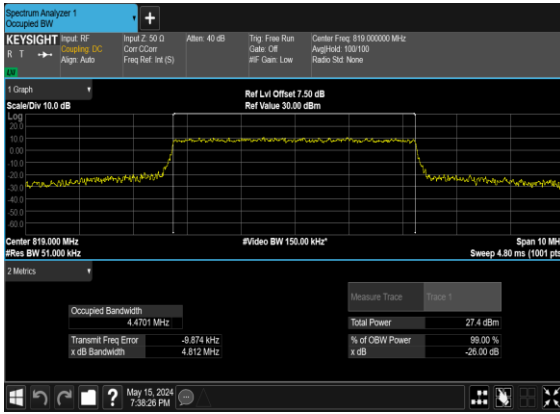 Spectrum Analyzer 1
Occupied BW
+
KEYSIGHT
R T
LW
Input: RF
Coupling: DC
Align: Auto
Input Z: 50 Ω
Corr CCorr
Freq Ref: Int (S)
Atten: 40 dB
Trig: Free Run
Gate: Off
#IF Gain: Low
Center Freq: 819.000000 MHz
Avg|Hold: 100/100
Radio Std: None
1 Graph
Scale/Div 10.0 dB
Ref Lvl Offset 7.50 dB
Ref Value 30.00 dBm
Log
20.0
10.0
0.00
-10.0
-20.0
-30.0
-40.0
-50.0
-60.0
Center 819.000 MHz
#Res BW 51.000 kHz
#Video BW 150.00 kHz*
Span 10 MH
Sweep 4.80 ms (1001 pts
2 Metrics
Measure Trace
Trace 1
Occupied Bandwidth
4.4701 MHz
Total Power
27.4 dBm
Transmit Freq Error
-9.874 kHz
% of OBW Power
99.00 %
x dB Bandwidth
4.812 MHz
x dB
-26.00 dB
?
May 15, 2024
7:38:26 PM